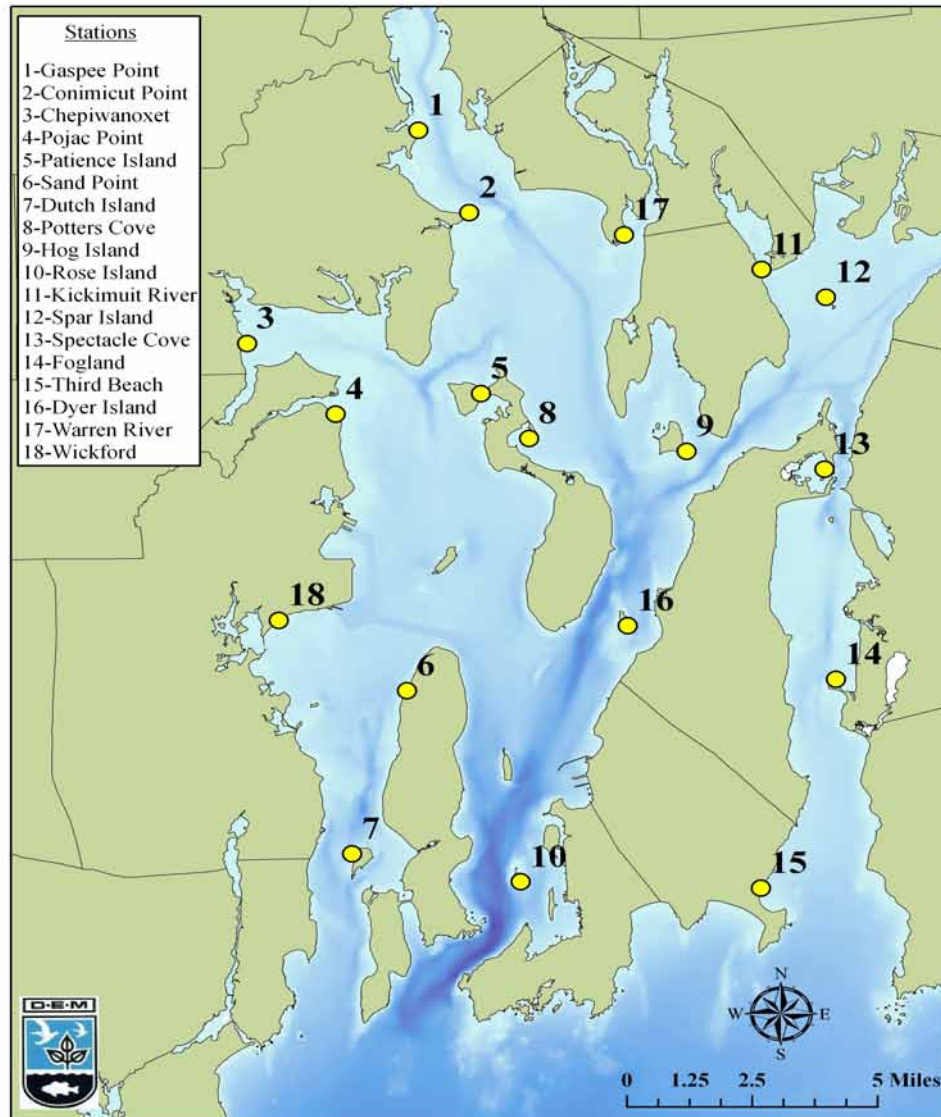 Stations
1-Gaspee Point
2-Conimicut Point
3-Chepiwanoxet
4-Pojac Point
5-Patience Island
6-Sand Point
7-Dutch Island
8-Potters Cove
9-Hog Island
10-Rose Island
11-Kickimuit River
12-Spar Island
13-Spectacle Cove
14-Fogland
15-Third Beach
16-Dyer Island
17-Warren River
18-Wickford
1
2
17
11
12
3
5
4
8
9
13
18
16
6
14
7
10
15
N
W E
S
D-E-M
0 1.25 2.5 5 Miles